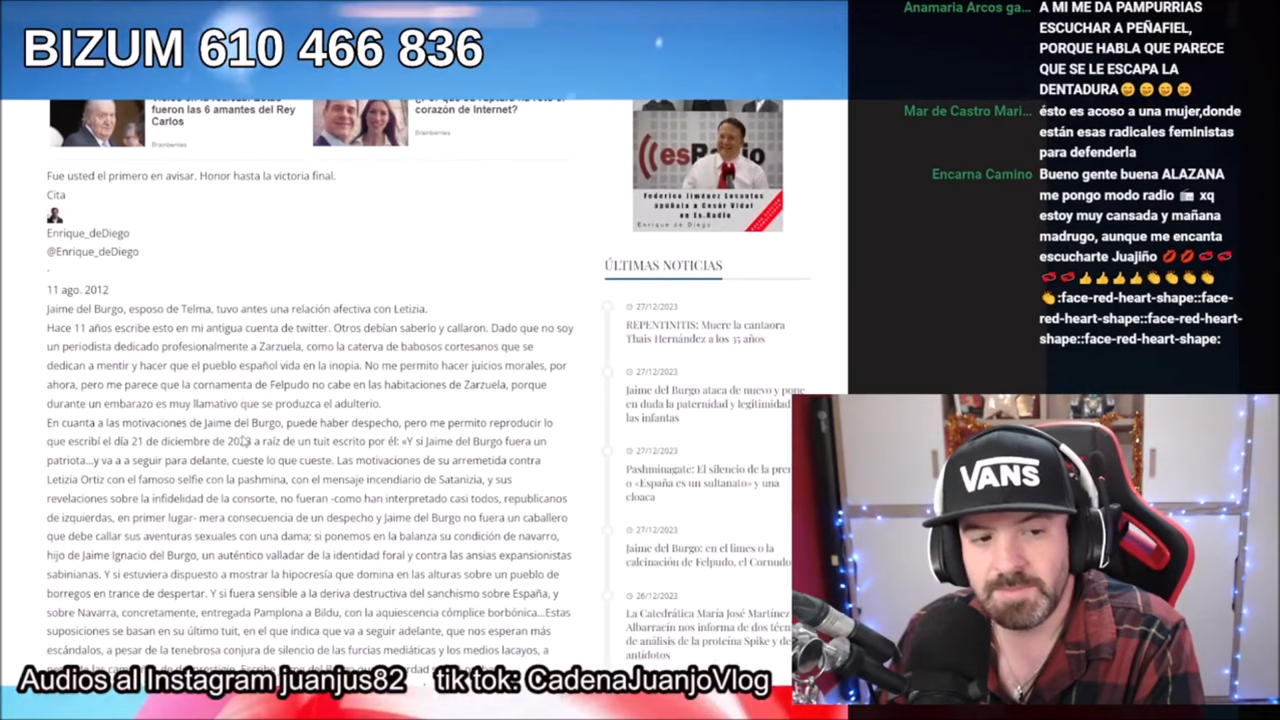 BIZUM 610 466 836
fueron las 6 amantes del Rey
Carlos
Brainberries
corazón de Internet?
Brainberries
Fue usted el primero en avisar. Honor hasta la victoria final.
Cita
Enrique_deDiego
@Enrique_deDiego
.
11 ago. 2012
Jaime del Burgo, esposo de Telma, tuvo antes una relación afectiva con Letizia.
Hace 11 años escribe esto en mi antigua cuenta de twitter. Otros debían saberlo y callaron. Dado que no soy
un periodista dedicado profesionalmente a Zarzuela, como la caterva de babosos cortesanos que se
dedican a mentir y hacer que el pueblo español vida en la inopia. No me permito hacer juicios morales, por
ahora, pero me parece que la cornamenta de Felpudo no cabe en las habitaciones de Zarzuela, porque
durante un embarazo es muy llamativo que se produzca el adulterio.
En cuanta a las motivaciones de Jaime del Burgo, puede haber despecho, pero me permito reproducir lo
que escribí el día 21 de diciembre de 2023 a raíz de un tuit escrito por él: «Y si Jaime del Burgo fuera un
patriota...y va a a seguir para delante, cueste lo que cueste. Las motivaciones de su arremetida contra
Letizia Ortiz con el famoso selfie con la pashmina, con el mensaje incendiario de Satanizia, y sus
revelaciones sobre la infidelidad de la consorte, no fueran -como han interpretado casi todos, republicanos
de izquierdas, en primer lugar- mera consecuencia de un despecho y Jaime del Burgo no fuera un caballero
que debe callar sus aventuras sexuales con una dama; si ponemos en la balanza su condición de navarro,
hijo de Jaime Ignacio del Burgo, un auténtico valladar de la identidad foral y contra las ansias expansionistas
sabinianas. Y si estuviera dispuesto a mostrar la hipocresía que domina en las alturas sobre un pueblo de
borregos en trance de despertar. Y si fuera sensible a la deriva destructiva del sanchismo sobre España, y
sobre Navarra, concretamente, entregada Pamplona a Bildu, con la aquiescencia cómplice borbónica...Estas
suposiciones se basan en su último tuit, en el que indica que va a seguir adelante, que nos esperan más
escándalos, a pesar de la tenebrosa conjura de silencio de las furcias mediáticas y los medios lacayos, a
esRadio
Federico Jiménez Losantos
apuñala a César Vidal
en Es.Radio
Enrique de Diego
ÚLTIMAS NOTICIAS
27/12/2023
REPENTINITIS: Muere la cantaora
Thais Hernández a los 35 años
27/12/2023
Jaime del Burgo ataca de nuevo y pone
en duda la paternidad y legitimidad
las infantas
27/12/2023
Pashminagate: El silencio de la
o «España es un sultanato» y una
cloaca
27/12/2023
Jaime del Burgo: en el limes o la
calcinación de Felpudo, el Cornudo
26/12/2023
La Catedrática María José Martínez
Albarracín nos informa de dos
de análisis de la proteína Spike y de
antídotos
Anamaria Arcos ga... A MI ME DA PAMPURRIAS
ESCUCHAR A PEÑAFIEL,
PORQUE HABLA QUE PARECE
QUE SE LE ESCAPA LA
DENTADURA😄😄😄😄
Mar de Castro Mari... ésto es acoso a una mujer,donde
están esas radicales feministas
para defenderla
Encarna Camino Bueno gente buena ALAZANA
me pongo modo radio 📻 xq
estoy muy cansada y mañana
madrugo, aunque me encanta
escucharte Juajiño 💋💋
👍👍👍👍👏👏👏👏
👏:face-red-heart-shape::face-
red-heart-shape::face-red-heart-
shape::face-red-heart-shape:
VANS
Audios al Instagram juanjus82 tik tok: CadenaJuanjoVlog